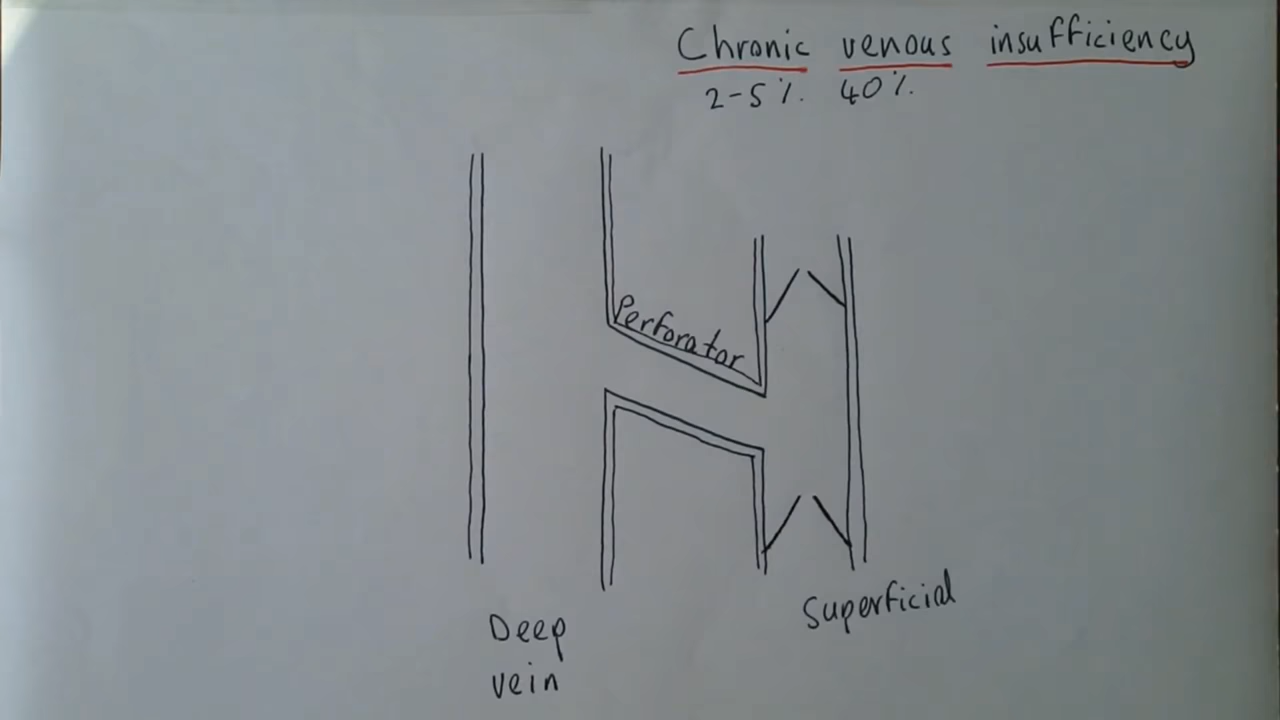 Chronic venous insufficiency
2-5%. 40%.
Perforator
Superficial
Deep
vein